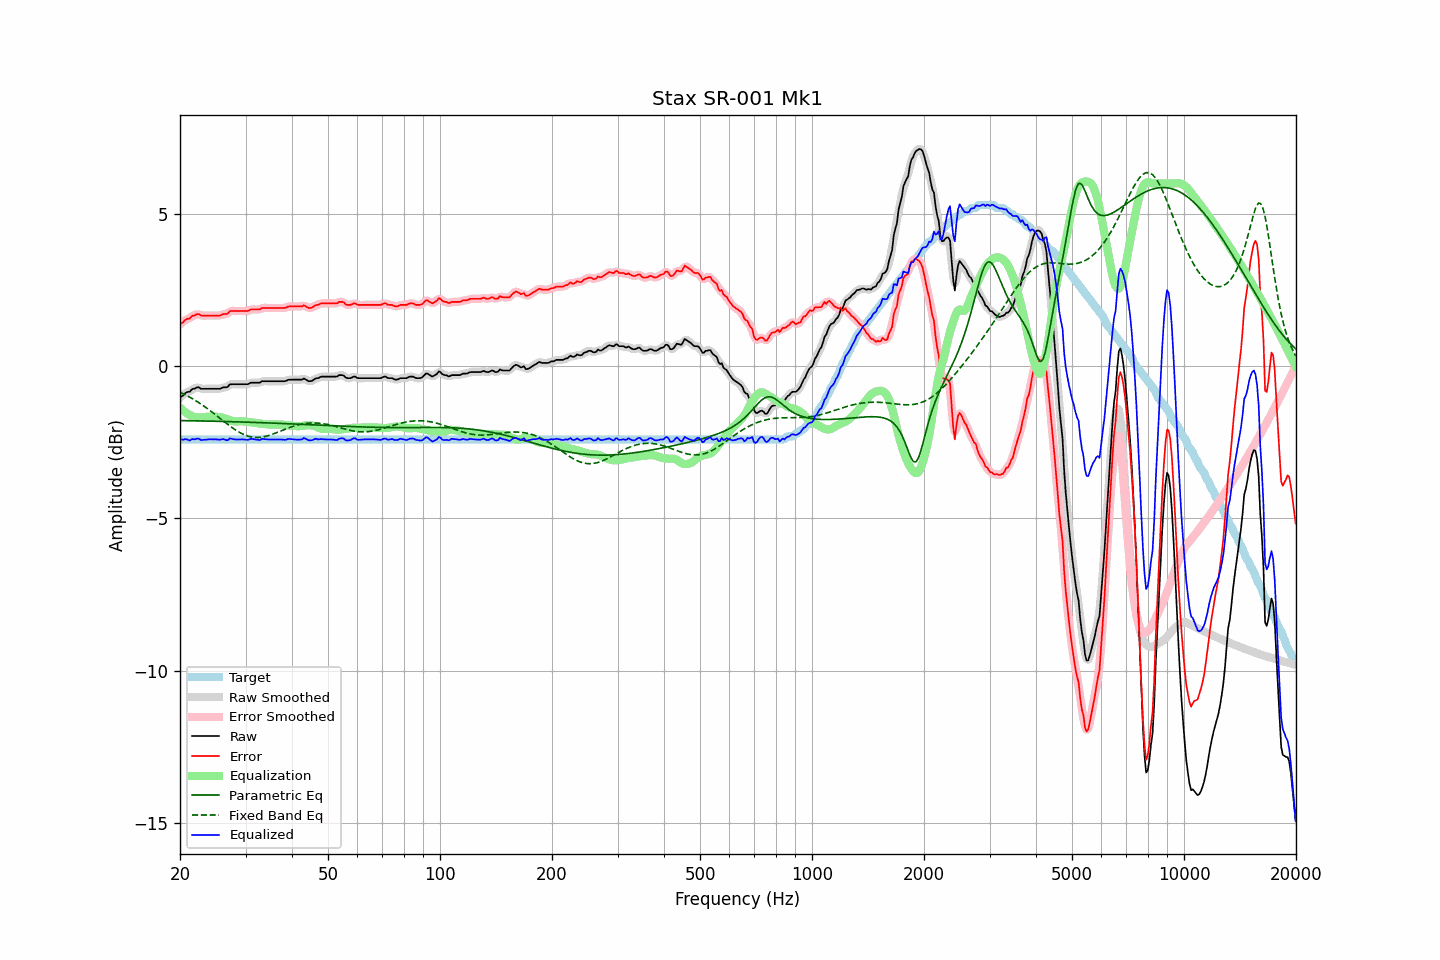 Stax SR-001 Mk1
Amplitude (dBr)
5
0
−5
−10
−15
Target
Raw Smoothed
Error Smoothed
Raw
Error
Equalization
Parametric Eq
Fixed Band Eq
Equalized
20 50 100 200 500 1000 2000 5000 10000 20000
Frequency (Hz)